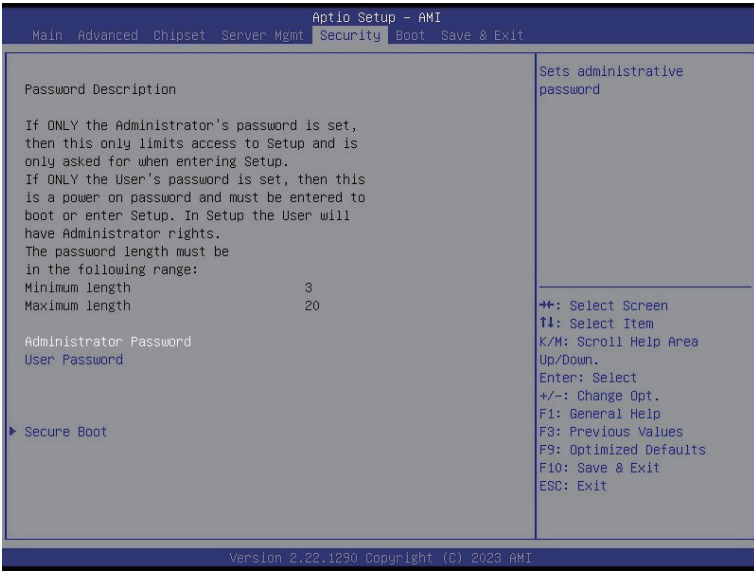 Aptio Setup - AMI
Main Advanced Chipset Server Mgmt Security Boot Save & Exit
Password Description
If ONLY the Administrator's password is set,
then this only limits access to Setup and is
only asked for when entering Setup.
If ONLY the User's password is set, then this
is a power on password and must be entered to
boot or enter Setup. In Setup the User will
have Administrator rights.
The password length must be
in the following range:
Minimum length 3
Maximum length 20
Administrator Password
User Password
Secure Boot
Sets administrative
password
→←: Select Screen
↑↓: Select Item
K/M: Scroll Help Area
Up/Down.
Enter: Select
+/-: Change Opt.
F1: General Help
F3: Previous Values
F9: Optimized Defaults
F10: Save & Exit
ESC: Exit
Version 2.22.1290 Copyright (C) 2023 AMI